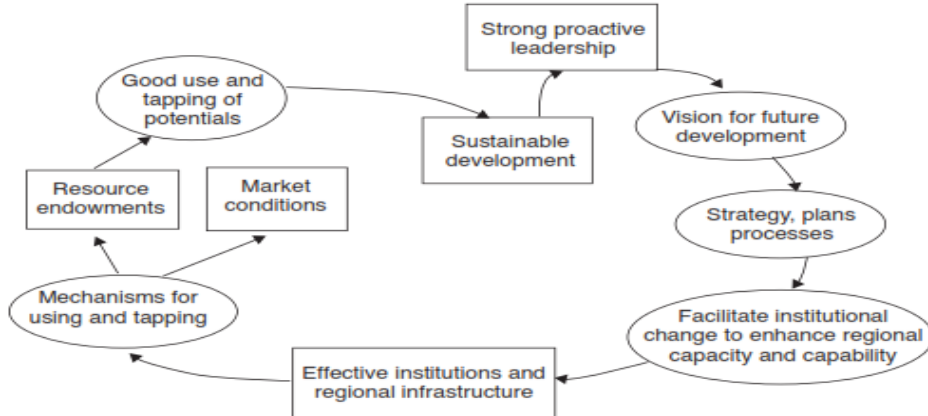 Strong proactive
leadership
Good use and
tapping of
potentials
Vision for future
development
Sustainable
development
Resource
endowments
Market
conditions
Strategy, plans
processes
Mechanisms for
using and tapping
Facilitate institutional
change to enhance regional
capacity and capability
Effective institutions and
regional infrastructure